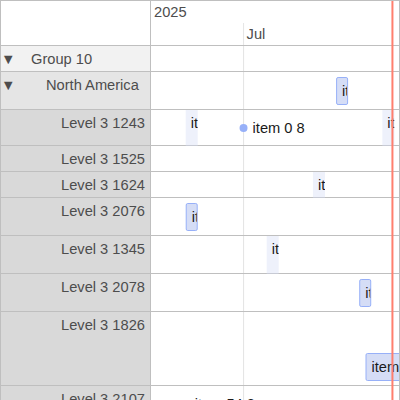 2025
Jul
▼ Group 10
▼ North America
it
Level 3 1243
it
item 0 8
it
Level 3 1525
Level 3 1624
it
Level 3 2076
it
Level 3 1345
it
Level 3 2078
it
Level 3 1826
item
Level 3 2107